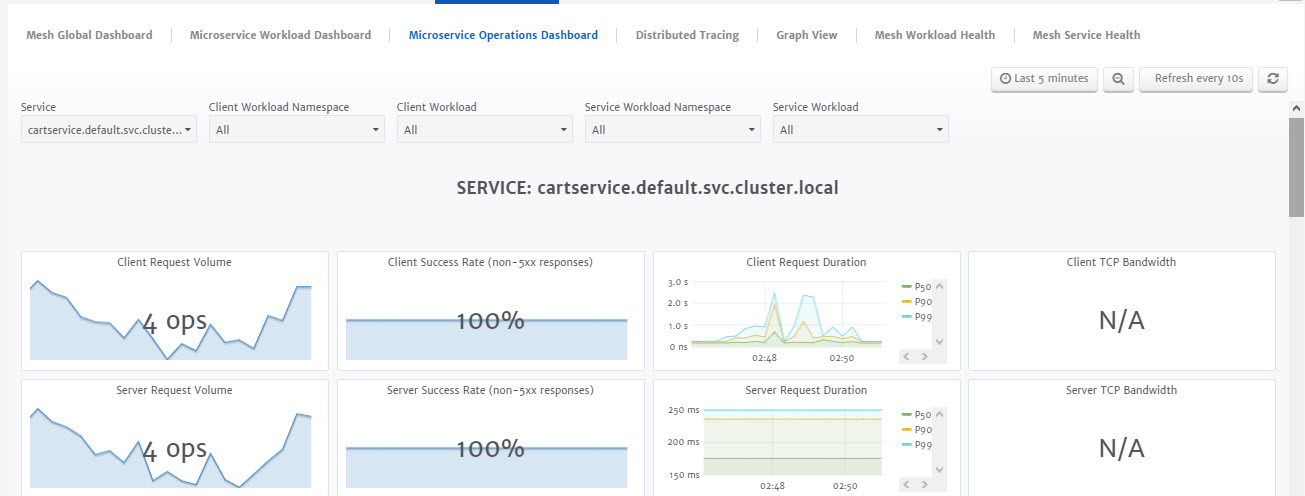 Mesh Global Dashboard Microservice Workload Dashboard Microservice Operations Dashboard Distributed Tracing Graph View Mesh Workload Health Mesh Service Health
Last 5 minutes Refresh every 10s
Service Client Workload Namespace Client Workload Service Workload Namespace Service Workload
cartservice.default.svc.cluste... All All All All
SERVICE: cartservice.default.svc.cluster.local
Client Request Volume
4 ops
Client Success Rate (non-5xx responses)
100%
Client Request Duration
3.0 s
2.0 s
1.0 s
0 ns
02:48 02:50
P50
P90
P99
Client TCP Bandwidth
N/A
Server Request Volume
4 ops
Server Success Rate (non-5xx responses)
100%
Server Request Duration
250 ms
200 ms
150 ms
02:48 02:50
P50
P90
P99
Server TCP Bandwidth
N/A